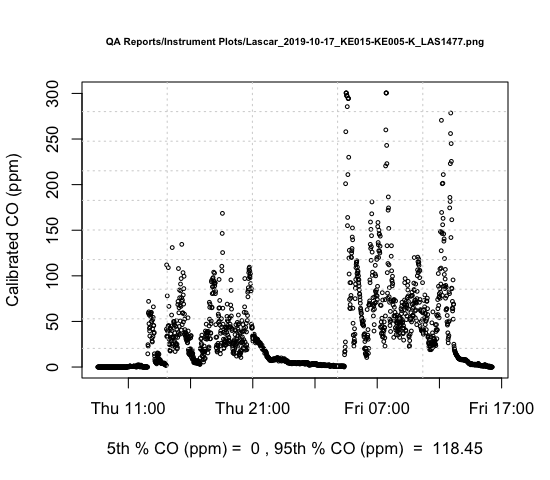 QA Reports/Instrument Plots/Lascar_2019-10-17_KE015-KE005-K_LAS1477.png
300
250
200
150
100
50
0
Calibrated CO (ppm)
Thu 11:00 Thu 21:00 Fri 07:00 Fri 17:00
5th % CO (ppm) = 0 , 95th % CO (ppm) = 118.45